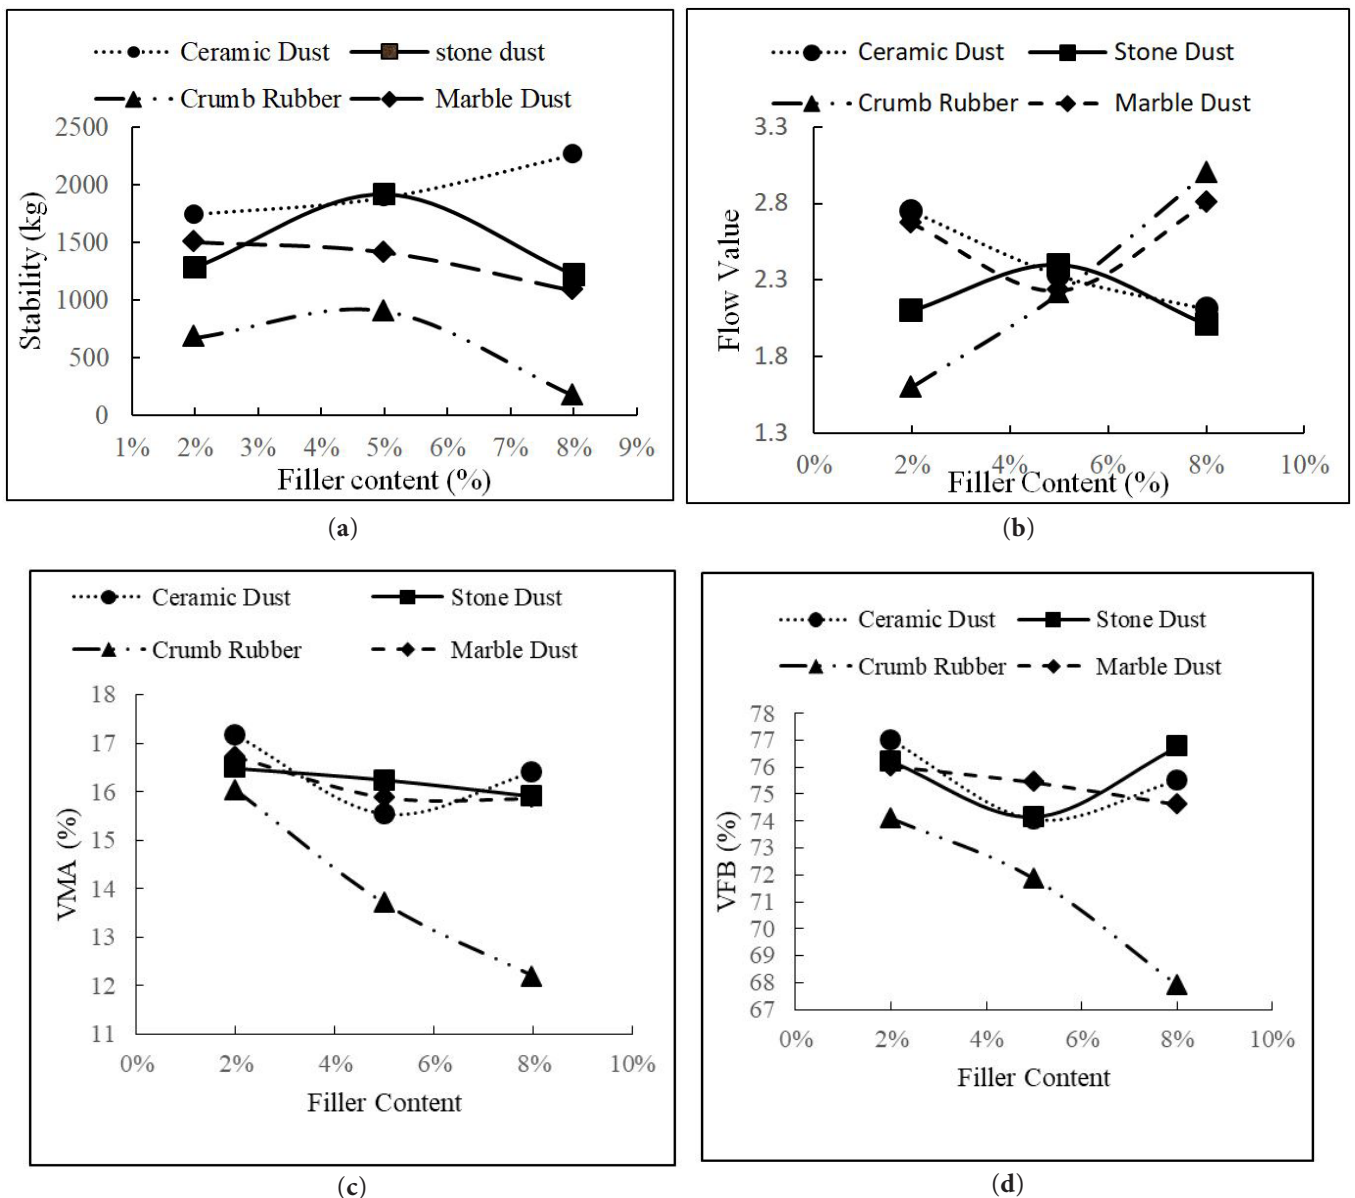 Ceramic Dust stone dust
Crumb Rubber Marble Dust
2500
2000
1500
1000
500
0
Stability (kg)
1% 2% 3% 4% 5% 6% 7% 8% 9%
Filler content (%)
(a)
Ceramic Dust Stone Dust
Crumb Rubber Marble Dust
3.3
2.8
2.3
1.8
1.3
Flow Value
0% 2% 4% 6% 8% 10%
Filler Content (%)
(b)
Ceramic Dust Stone Dust
Crumb Rubber Marble Dust
18
17
16
15
14
13
12
11
VMA (%)
0% 2% 4% 6% 8% 10%
Filler Content
(c)
Ceramic Dust Stone Dust
Crumb Rubber Marble Dust
78
77
76
75
74
73
72
71
70
69
68
67
VFB (%)
0% 2% 4% 6% 8% 10%
Filler Content
(d)